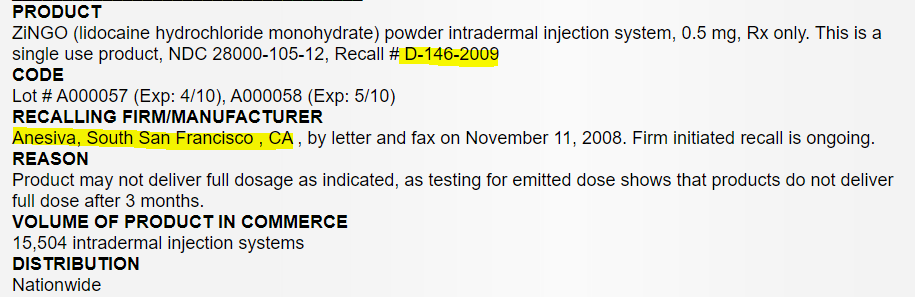 PRODUCT
ZiNGO (lidocaine hydrochloride monohydrate) powder intradermal injection system, 0.5 mg, Rx only. This is a
single use product, NDC 28000-105-12, Recall # D-146-2009
CODE
Lot # A000057 (Exp: 4/10), A000058 (Exp: 5/10)
RECALLING FIRM/MANUFACTURER
Anesiva, South San Francisco , CA , by letter and fax on November 11, 2008. Firm initiated recall is ongoing.
REASON
Product may not deliver full dosage as indicated, as testing for emitted dose shows that products do not deliver
full dose after 3 months.
VOLUME OF PRODUCT IN COMMERCE
15,504 intradermal injection systems
DISTRIBUTION
Nationwide